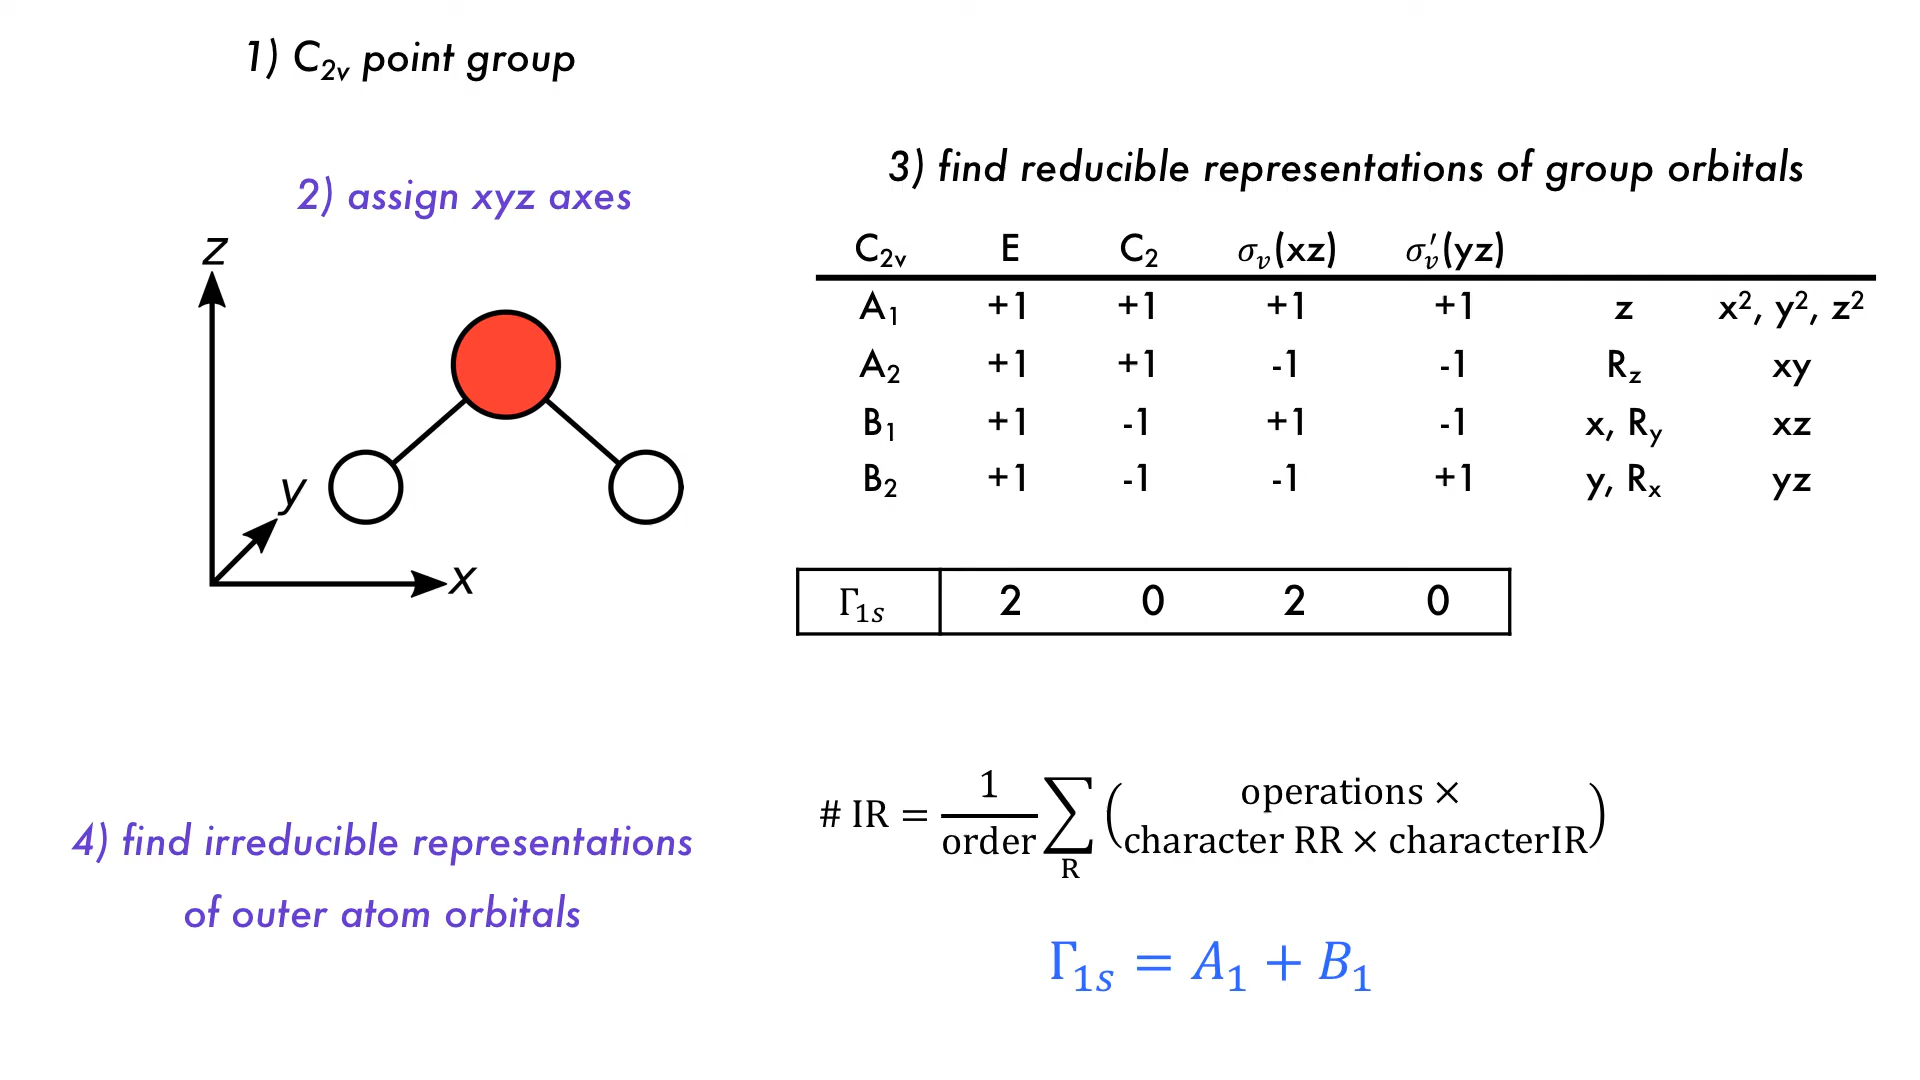 1) C₂ᵥ point group
2) assign xyz axes
z
y
x
3) find reducible representations of group orbitals
C₂ᵥ E C₂ σᵥ(xz) σᵥ′(yz)
A₁ +1 +1 +1 +1 z x², y², z²
A₂ +1 +1 -1 -1 R_z xy
B₁ +1 -1 +1 -1 x, R_y xz
B₂ +1 -1 -1 +1 y, Rₓ yz
Γ₁ₛ 2 0 2 0
4) find irreducible representations
of outer atom orbitals
# IR = 1/order ∑_R (operations × character RR × characterIR)
Γ₁ₛ = A₁ + B₁